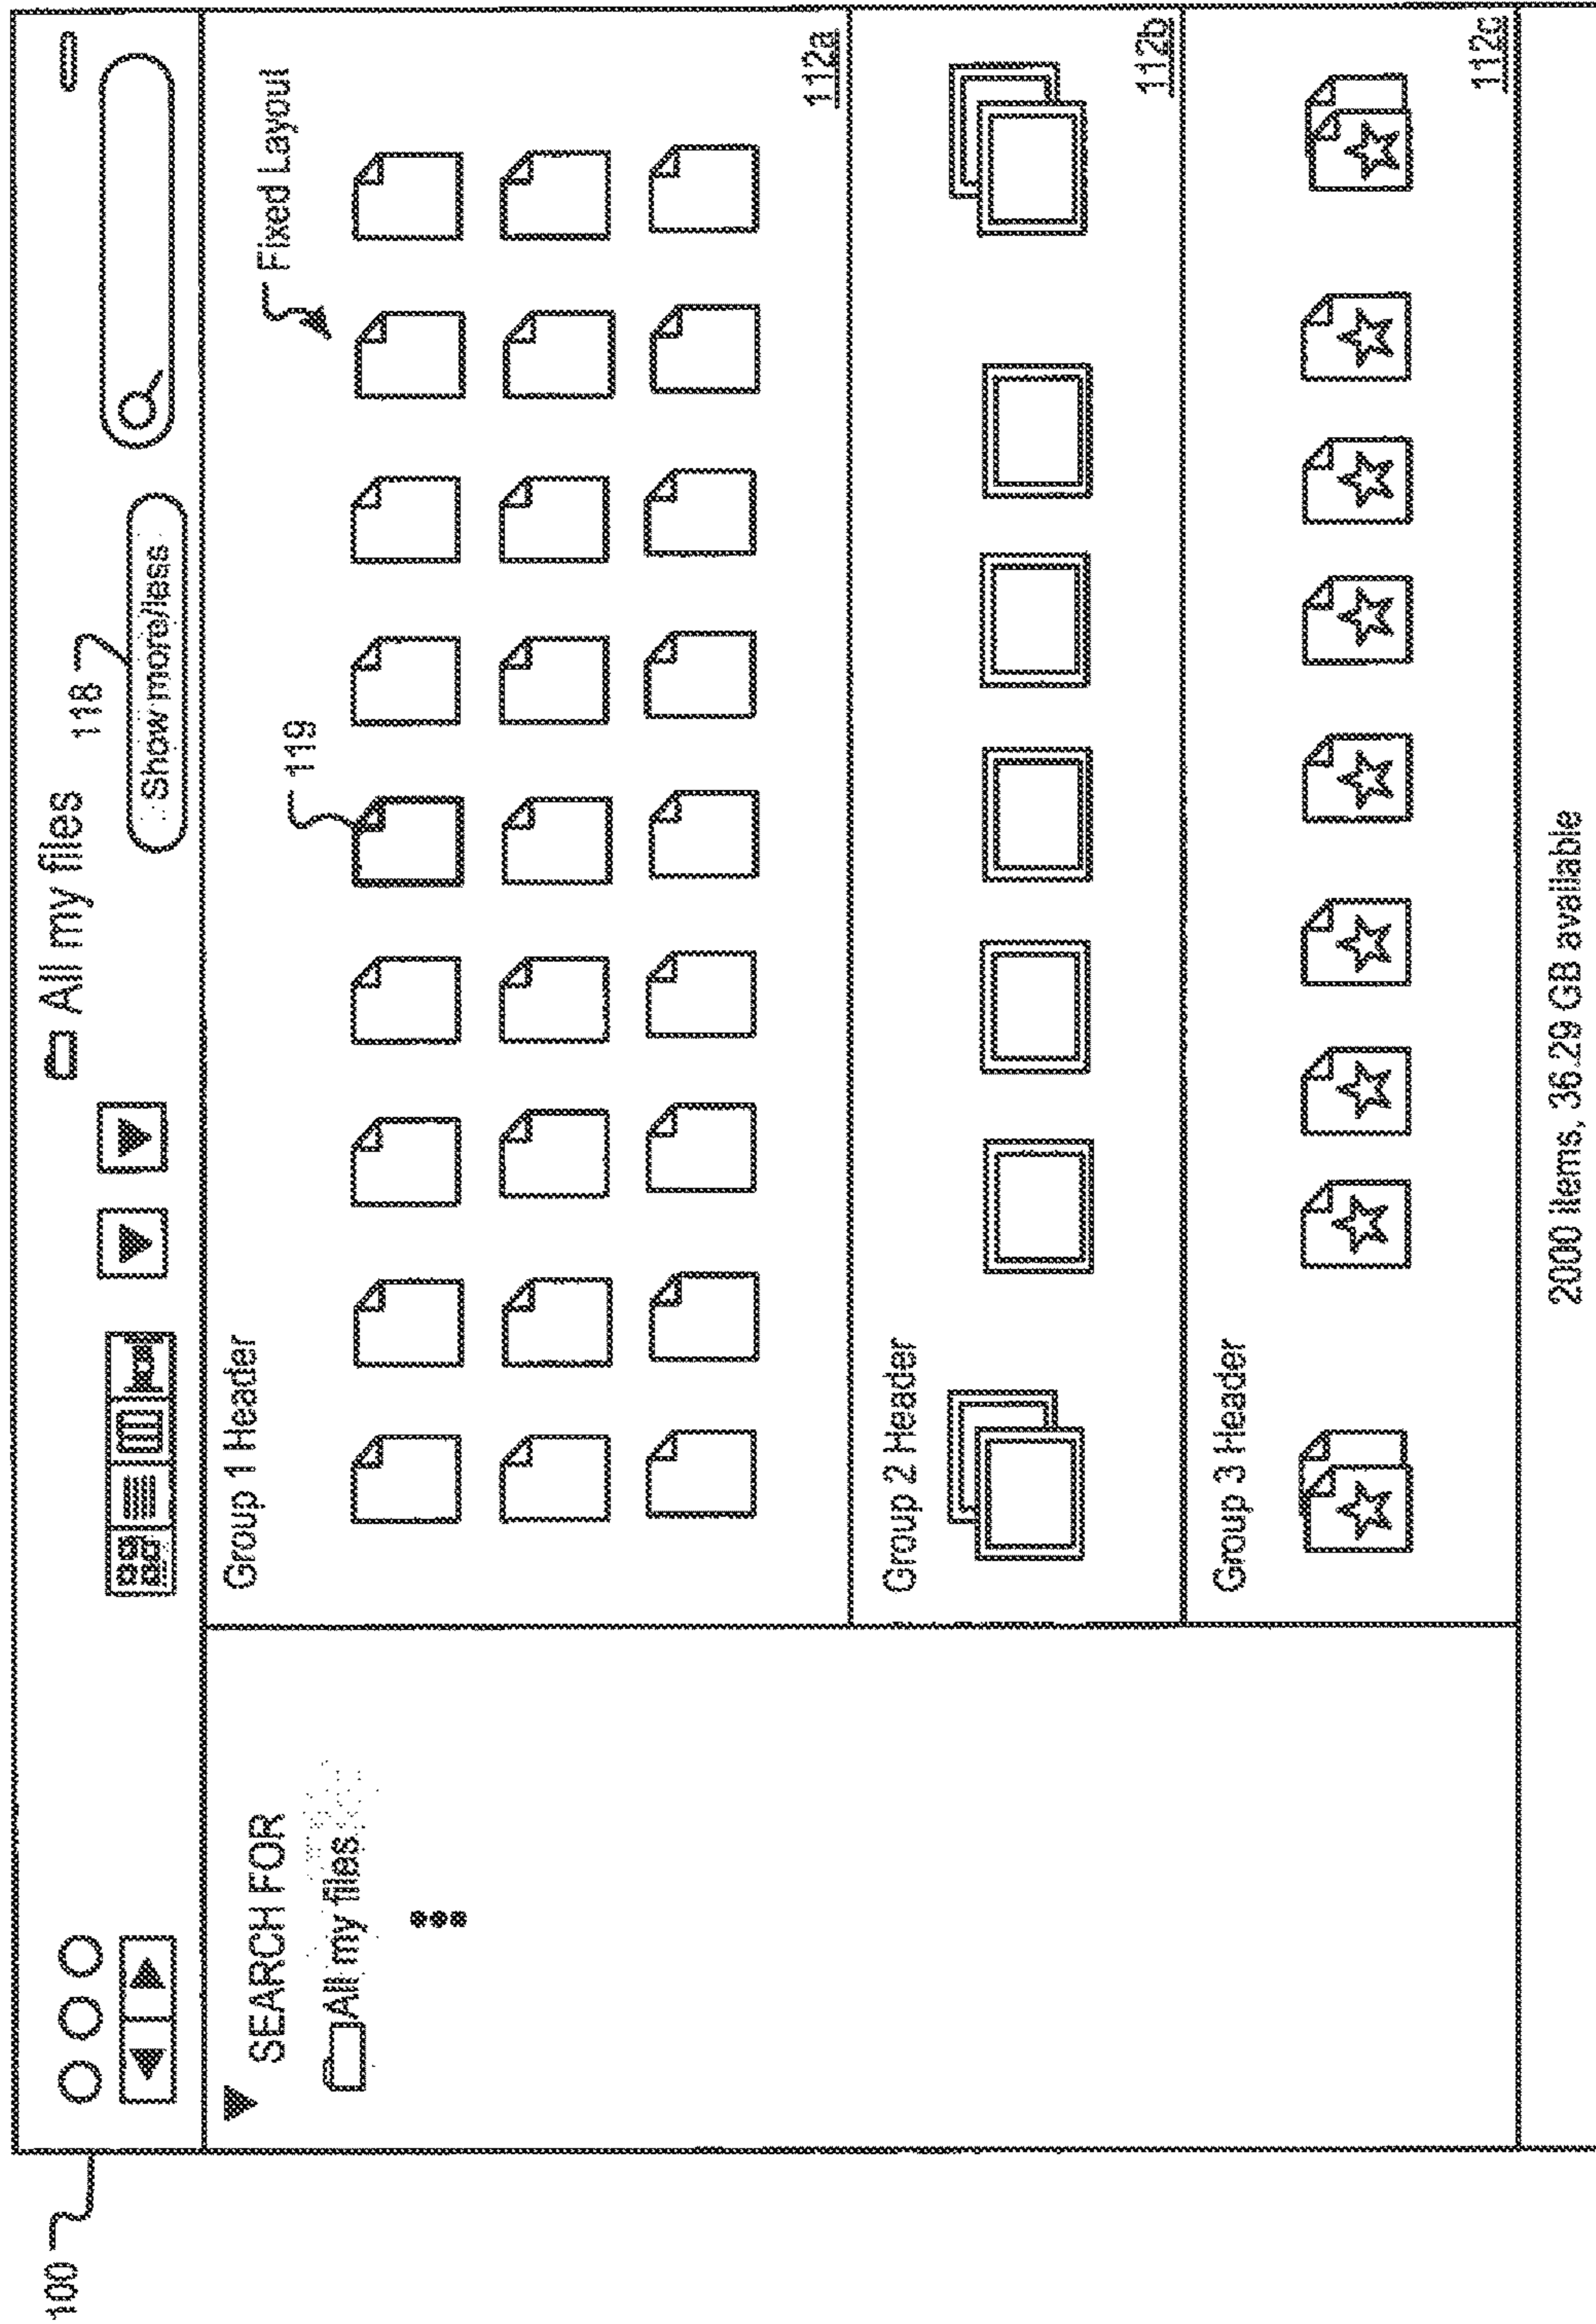 100
All my files
118
Show more/less
SEARCH FOR
All my files
Group 1 Header
119
Fixed Layout
112a
Group 2 Header
112b
Group 3 Header
112c
2000 items, 36.29 GB available